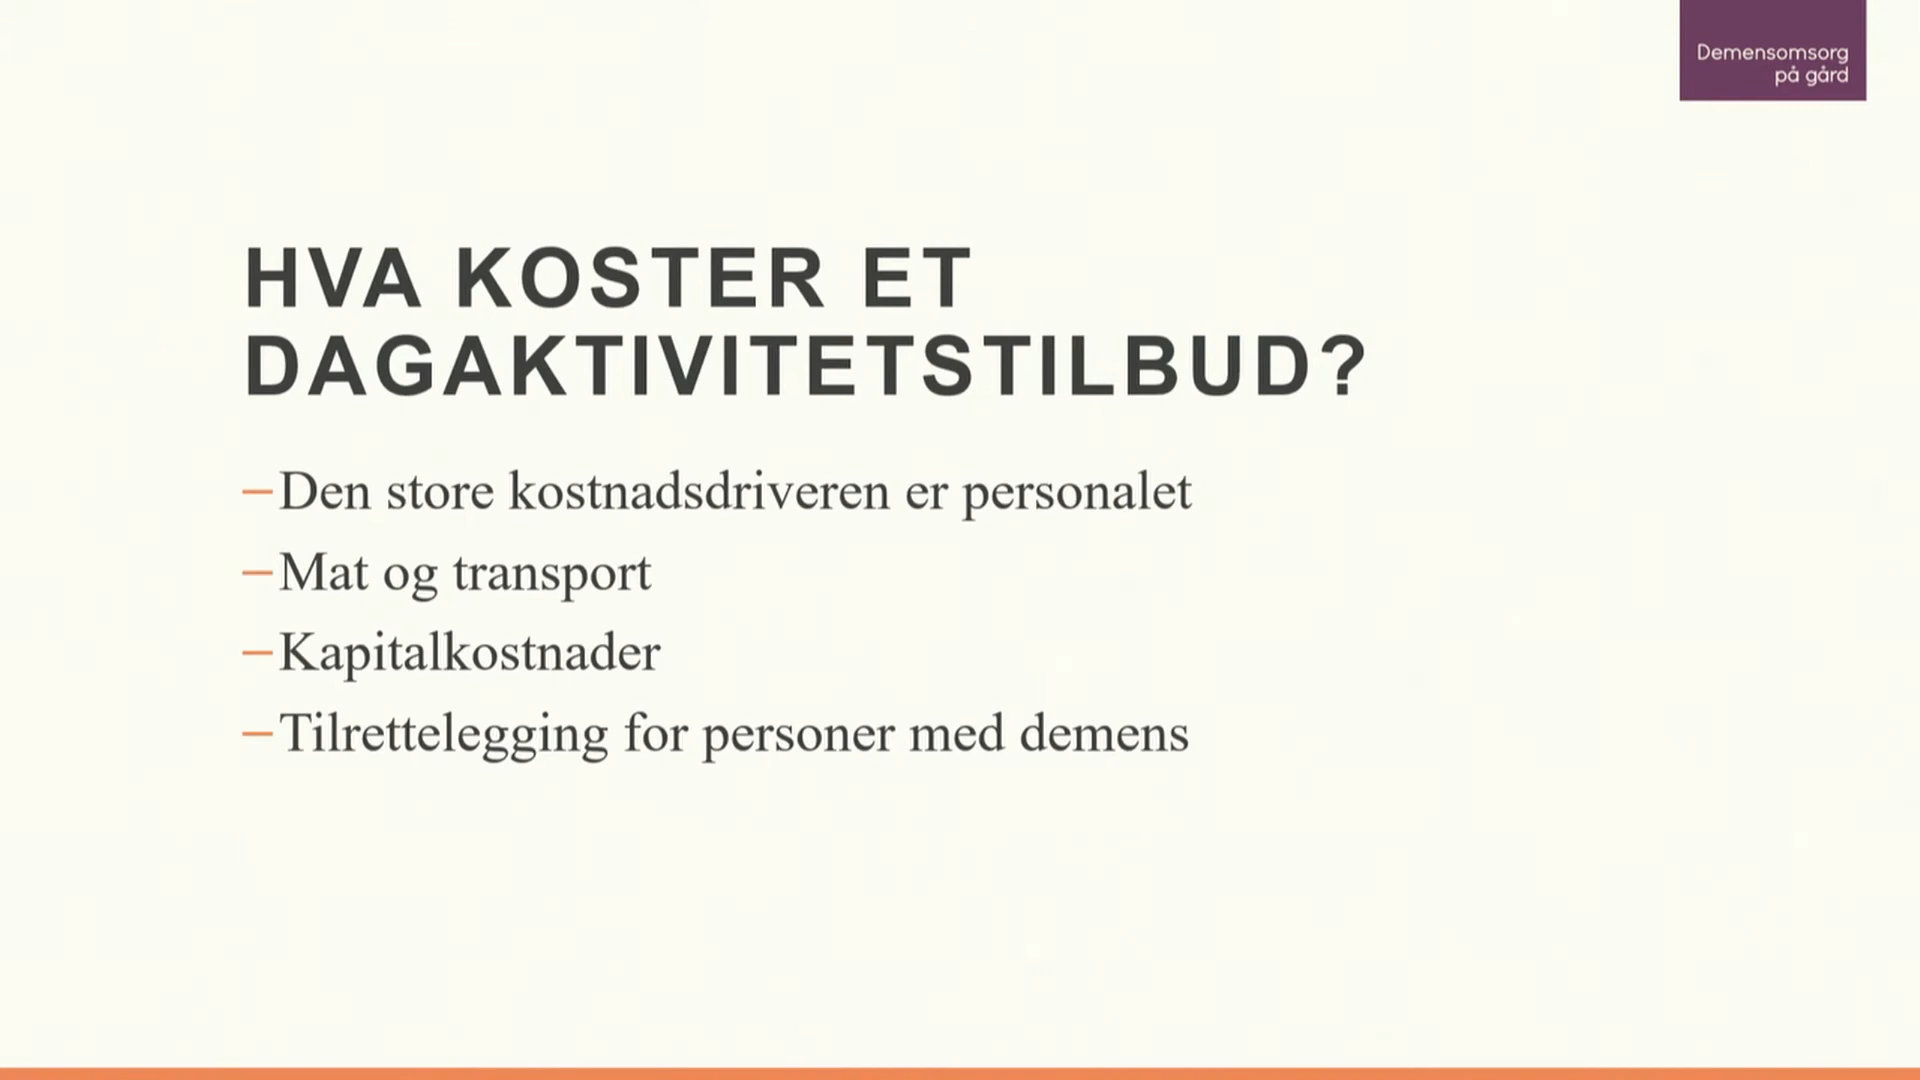 Demensomsorg
på gård
HVA KOSTER ET
DAGAKTIVITETSTILBUD?
–Den store kostnadsdriveren er personalet
–Mat og transport
–Kapitalkostnader
–Tilrettelegging for personer med demens